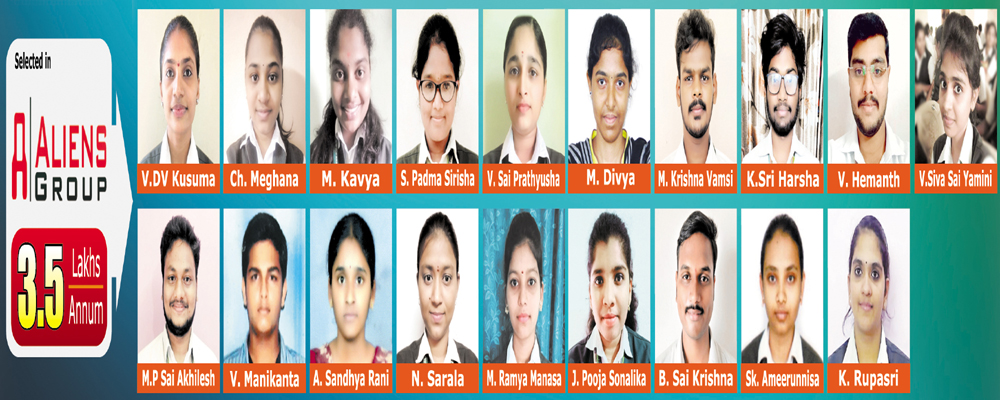 Selected in
ALIENS
GROUP
3.5 Lakhs
Annum
V.DV Kusuma
Ch. Meghana
M. Kavya
S. Padma Sirisha
V. Sai Prathyusha
M. Divya
M. Krishna Vamsi
K.Sri Harsha
V. Hemanth
V.Siva Sai Yamini
M.P Sai Akhilesh
V. Manikanta
A. Sandhya Rani
N. Sarala
M. Ramya Manasa
J. Pooja Sonalika
B. Sai Krishna
Sk. Ameerunnisa
K. Rupasri